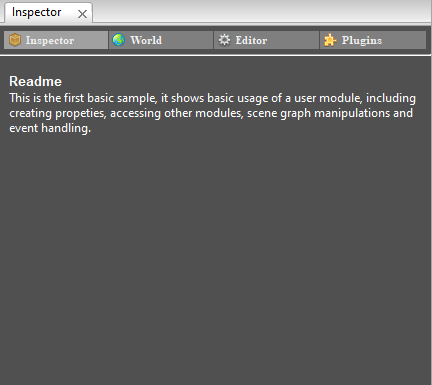 Inspector
Inspector World Editor Plugins
Readme
This is the first basic sample, it shows basic usage of a user module, including
creating propeties, accessing other modules, scene graph manipulations and
event handling.